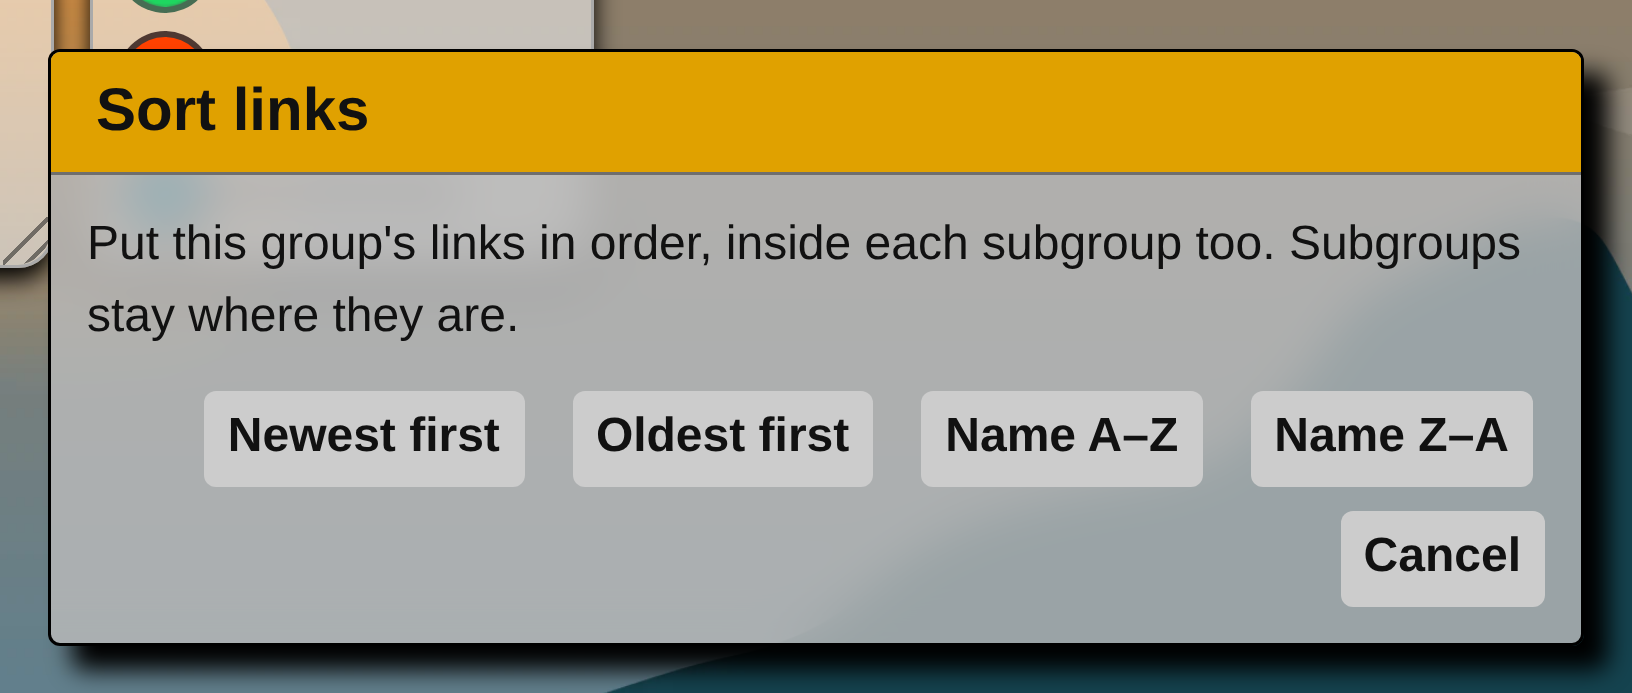 Sort links
Put this group's links in order, inside each subgroup too. Subgroups
stay where they are.
Newest first
Oldest first
Name A–Z
Name Z–A
Cancel